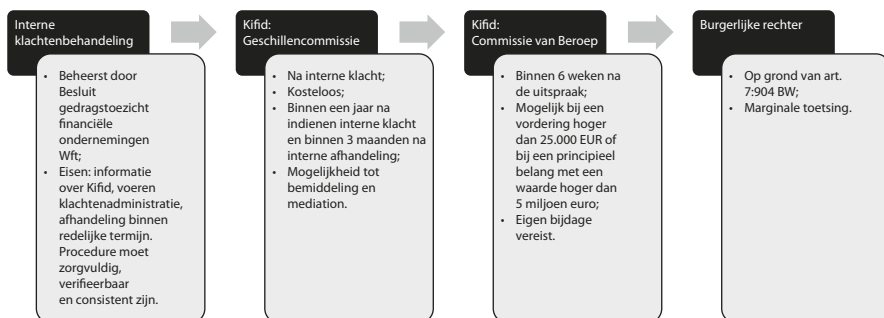 Interne
klachtenbehandeling
• Beheerst door
Besluit
gedragstoezicht
financiële
ondernemingen
Wft;
• Eisen: informatie
over Kifid, voeren
klachtenadministratie,
afhandeling binnen
redelijke termijn.
Procedure moet
zorgvuldig,
verifieerbaar
en consistent zijn.
Kifid:
Geschillencommissie
• Na interne klacht;
• Kosteloos;
• Binnen een jaar na
indienen interne klacht
en binnen 3 maanden na
interne afhandeling;
• Mogelijkheid tot
bemiddeling en
mediation.
Kifid:
Commissie van Beroep
• Binnen 6 weken na
de uitspraak;
• Mogelijk bij een
vordering hoger
dan 25.000 EUR of
bij een principieel
belang met een
waarde hoger dan
5 miljoen euro;
• Eigen bijdage
vereist.
Burgerlijke rechter
• Op grond van art.
7:904 BW;
• Marginale toetsing.